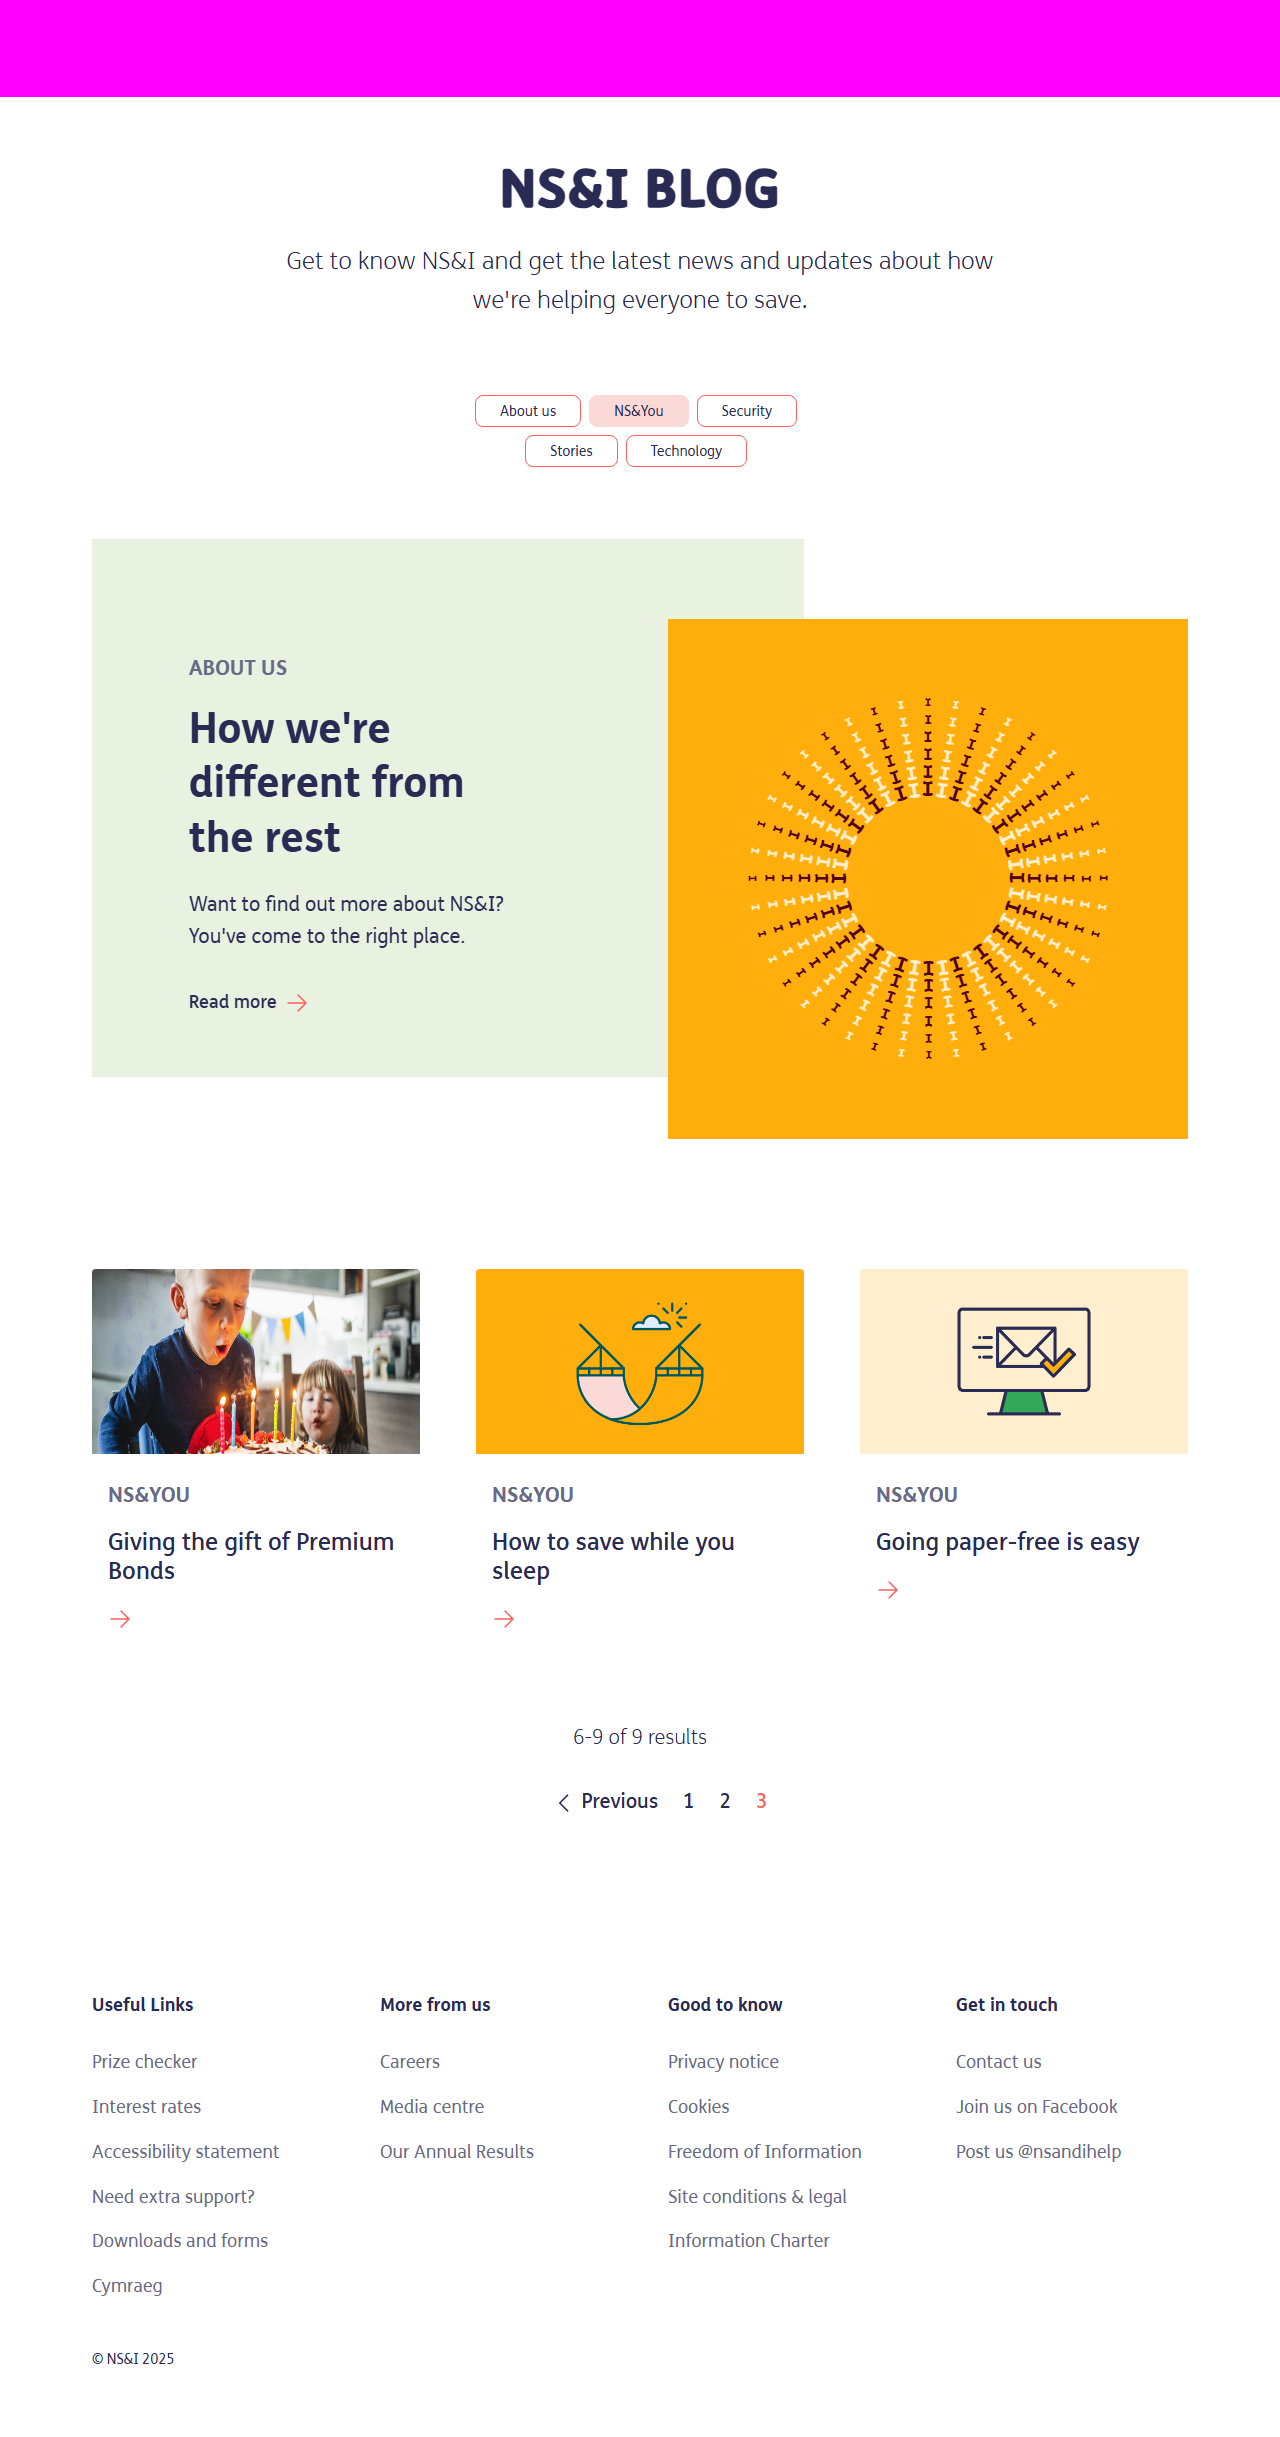 NS&I BLOG
Get to know NS&I and get the latest news and updates about how
we're helping everyone to save.
About us
NS&You
Security
Stories
Technology
ABOUT US
How we're
different from
the rest
Want to find out more about NS&I?
You've come to the right place.
Read more
NS&YOU
Giving the gift of Premium
Bonds
NS&YOU
How to save while you
sleep
NS&YOU
Going paper-free is easy
6-9 of 9 results
Previous 1 2 3
Useful Links
Prize checker
Interest rates
Accessibility statement
Need extra support?
Downloads and forms
Cymraeg
More from us
Careers
Media centre
Our Annual Results
Good to know
Privacy notice
Cookies
Freedom of Information
Site conditions & legal
Information Charter
Get in touch
Contact us
Join us on Facebook
Post us @nsandihelp
© NS&I 2025